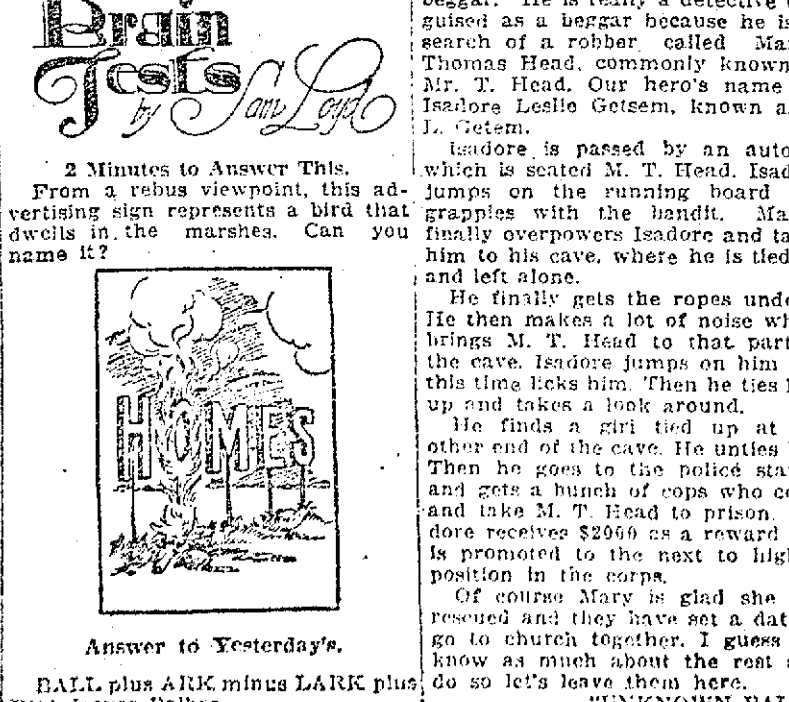 Brain
Tests
by Sam Loyd
2 Minutes to Answer This.
From a rebus viewpoint, this ad-
vertising sign represents a bird that
dwells in the marshes. Can you
name it?
HOMES
Answer to Yesterday's.
BALL plus ARK minus LARK plus
guised as a beggar because he is
search of a robber called
Thomas Head, commonly known
Mr. T. Head. Our hero's name
Isadore Leslie Getsem, known
L. Getem.
Isadore is passed by an auto
which is seated M. T. Head. Isad
jumps on the running board
grapples with the bandit. Ma
finally overpowers Isadore and ta
him to his cave, where he is tied
and left alone.
He finally gets the ropes unde
He then makes a lot of noise wh
brings M. T. Head to that part
the cave. Isadore jumps on him
this time licks him. Then he ties
up and takes a look around.
He finds a girl tied up at
other end of the cave. He unties
Then he goes to the police sta
and gets a bunch of cops who
and take M. T. Head to prison.
dore receives $2000 as a reward
is promoted to the next to high
position in the corps.
Of course Mary is glad she
rescued and they have set a dat
go to church together. I guess
know as much about the rest
do so let's leave them here.